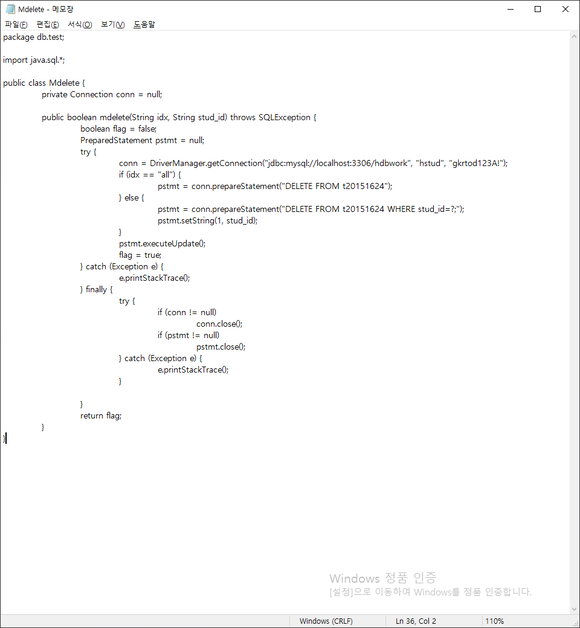 Mdelete - 메모장
파일(F) 편집(E) 서식(O) 보기(V) 도움말
package db.test;
import java.sql.*;
public class Mdelete {
private Connection conn = null;
public boolean mdelete(String idx, String stud_id) throws SQLException {
boolean flag = false;
PreparedStatement pstmt = null;
try {
conn = DriverManager.getConnection("jdbc:mysql://localhost:3306/hdbwork", "hstud", "gkrtod123A!");
if (idx == "all") {
pstmt = conn.prepareStatement("DELETE FROM t20151624");
} else {
pstmt = conn.prepareStatement("DELETE FROM t20151624 WHERE stud_id=?;");
pstmt.setString(1, stud_id);
}
pstmt.executeUpdate();
flag = true;
} catch (Exception e) {
e.printStackTrace();
} finally {
try {
if (conn != null)
conn.close();
if (pstmt != null)
pstmt.close();
} catch (Exception e) {
e.printStackTrace();
}
}
return flag;
}
}
Windows 정품 인증
[설정]으로 이동하여 Windows를 정품 인증합니다.
Windows (CRLF) Ln 36, Col 2 110%